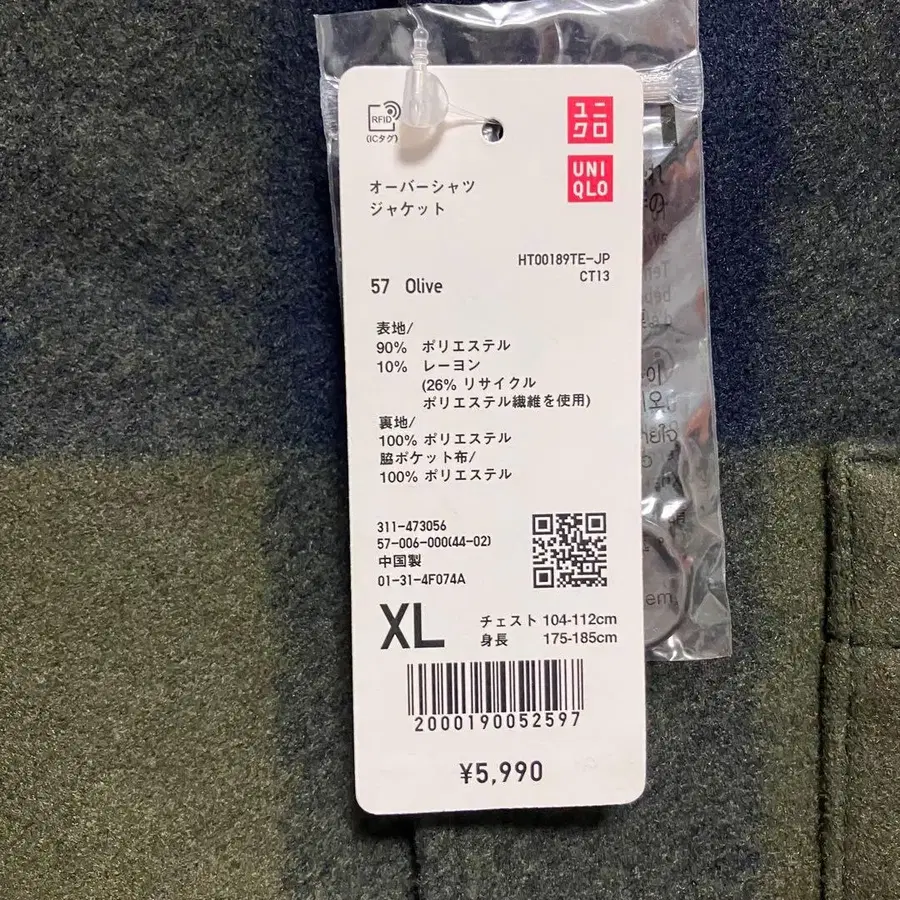 RFID
(ICタグ)
ユニ
クロ
UNI
QLO
オーバーシャツ
ジャケット
HT00189TE-JP
CT13
57 Olive
表地/
90% ポリエステル
10% レーヨン
(26% リサイクル
ポリエステル繊維を使用)
裏地/
100% ポリエステル
脇ポケット布/
100% ポリエステル
311-473056
57-006-000(44-02)
中国製
01-31-4F074A
XL
チェスト 104-112cm
身長 175-185cm
2000190052597
¥5,990